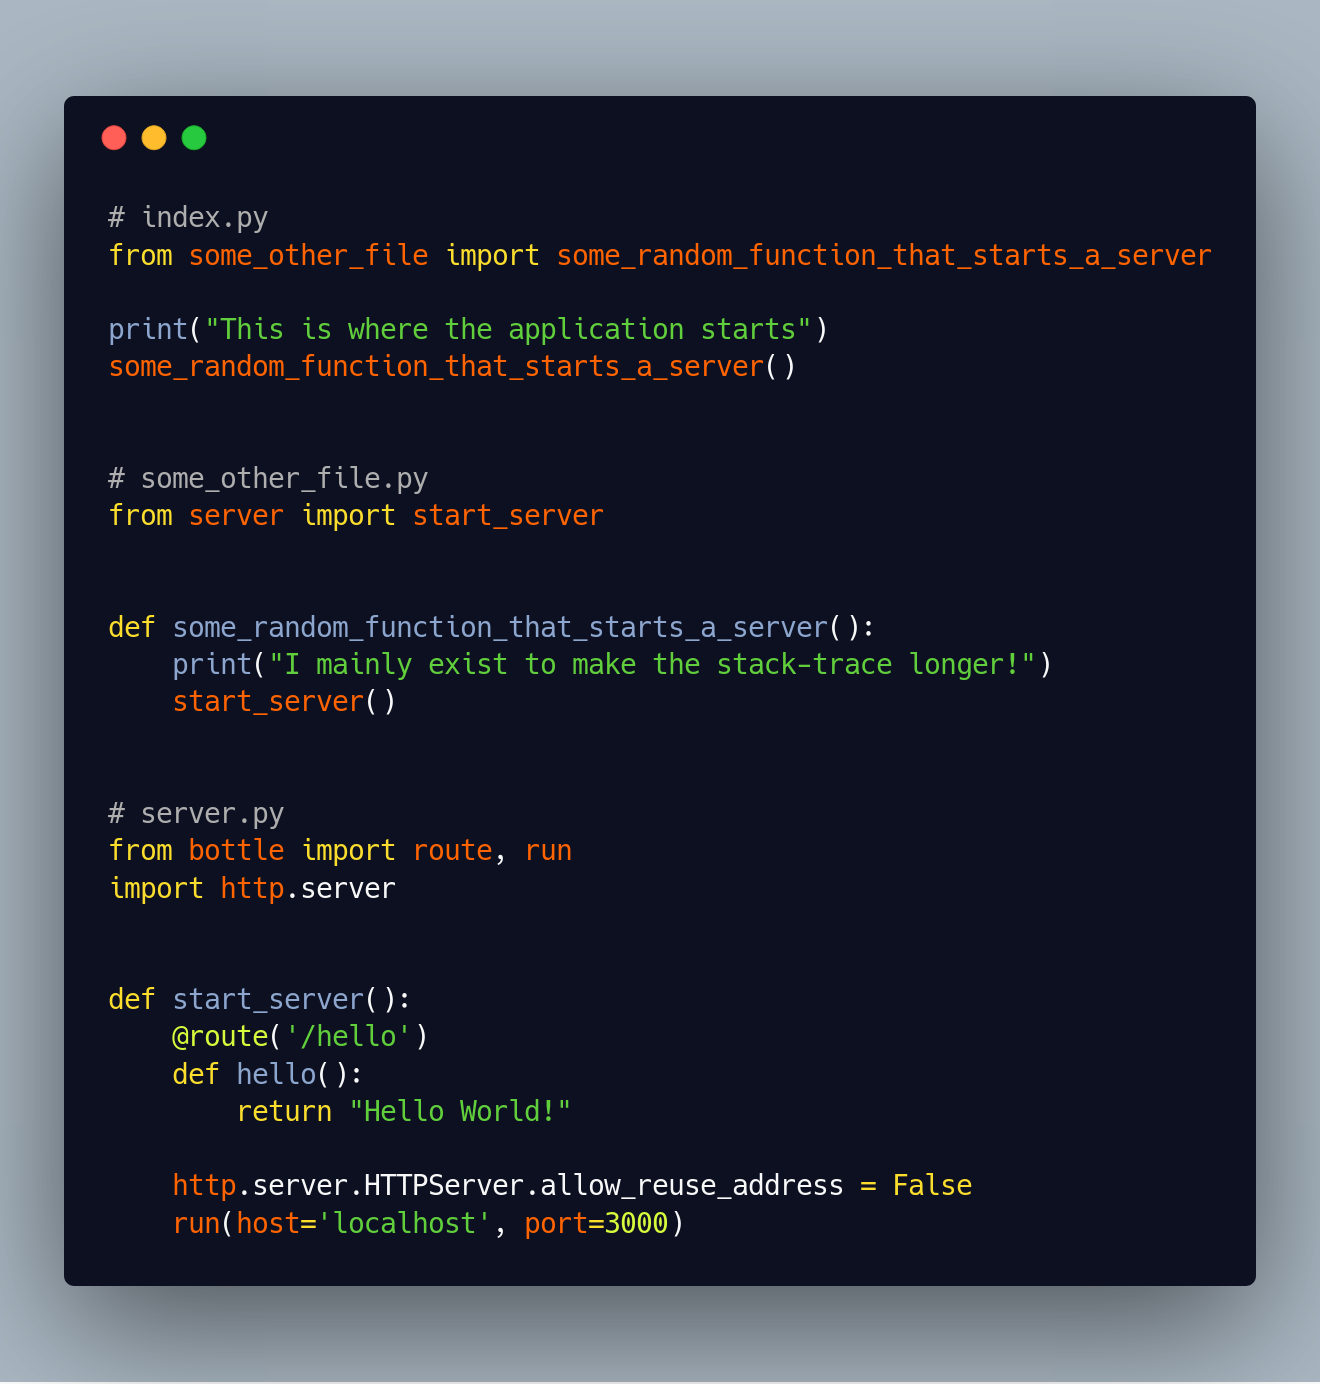 # index.py
from some_other_file import some_random_function_that_starts_a_server

print("This is where the application starts")
some_random_function_that_starts_a_server()

# some_other_file.py
from server import start_server

def some_random_function_that_starts_a_server():
    print("I mainly exist to make the stack-trace longer!")
    start_server()

# server.py
from bottle import route, run
import http.server

def start_server():
    @route('/hello')
    def hello():
        return "Hello World!"

    http.server.HTTPServer.allow_reuse_address = False
    run(host='localhost', port=3000)